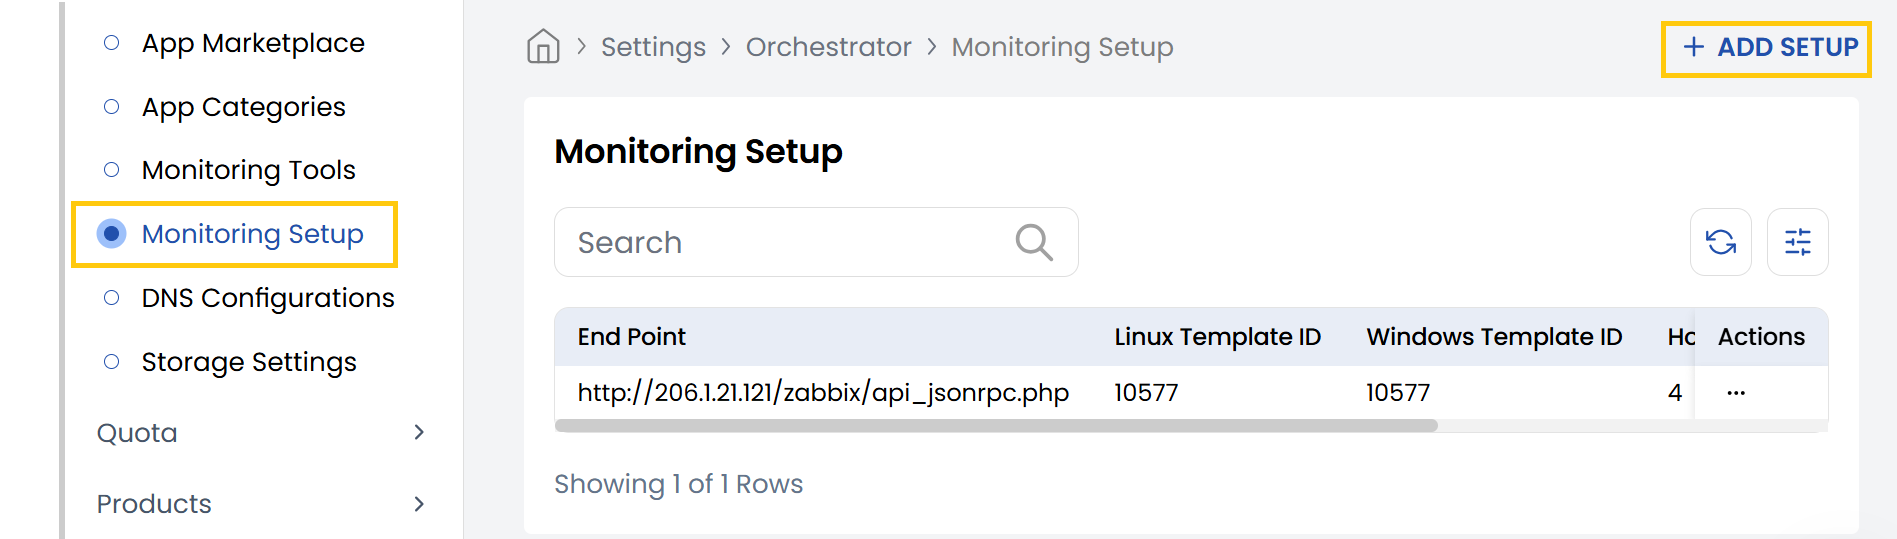 App Marketplace
App Categories
Monitoring Tools
Monitoring Setup
DNS Configurations
Storage Settings
Quota
Products
Settings > Orchestrator > Monitoring Setup
+ ADD SETUP
Monitoring Setup
Search
End Point Linux Template ID Windows Template ID Ho Actions
http://206.1.21.121/zabbix/api_jsonrpc.php 10577 10577 4 ...
Showing 1 of 1 Rows